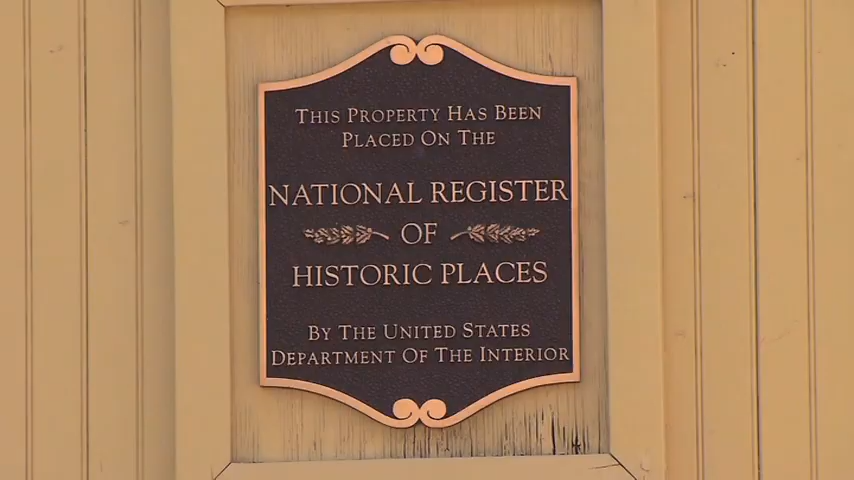 THIS PROPERTY HAS BEEN
PLACED ON THE
NATIONAL REGISTER
OF
HISTORIC PLACES
BY THE UNITED STATES
DEPARTMENT OF THE INTERIOR